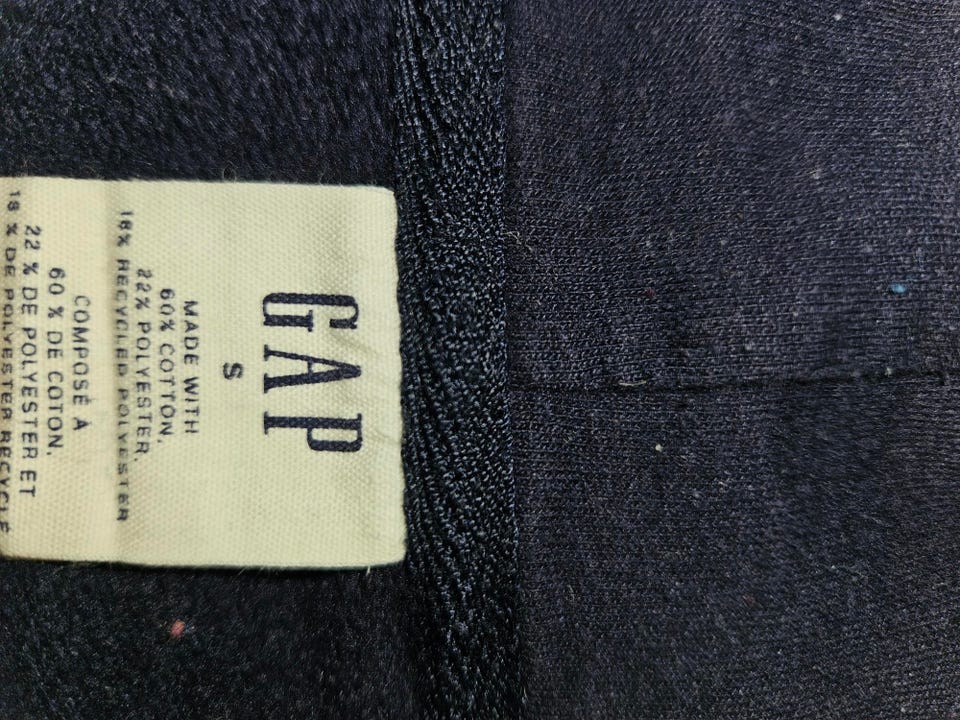 GAP
S
MADE WITH
60% COTTON,
22% POLYESTER,
18% RECYCLED POLYESTER
COMPOSÉ À
60 % DE COTON,
22 % DE POLYESTER ET
18 % DE POLYESTER RECYCLÉ